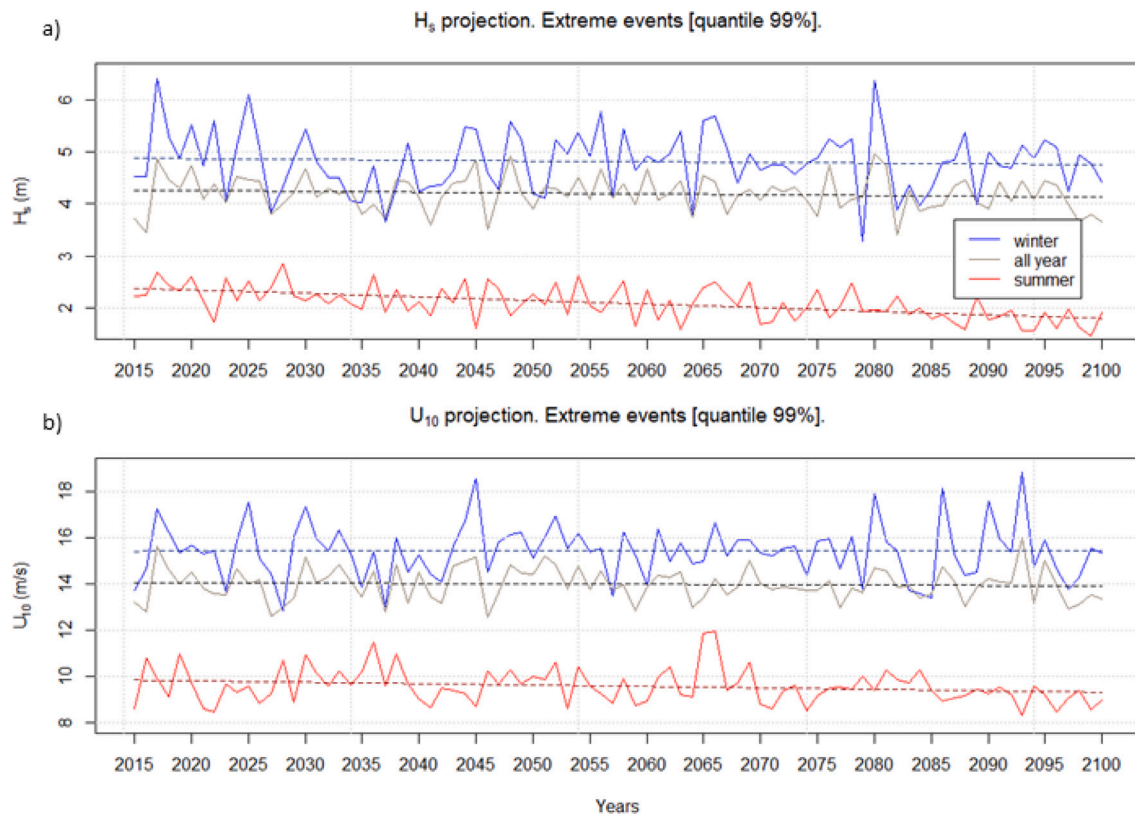 a)
Hs projection. Extreme events [quantile 99%].
Hs (m)
6
5
4
3
2
winter
all year
summer
2015 2020 2025 2030 2035 2040 2045 2050 2055 2060 2065 2070 2075 2080 2085 2090 2095 2100
b)
U10 projection. Extreme events [quantile 99%].
U10 (m/s)
18
16
14
12
10
8
2015 2020 2025 2030 2035 2040 2045 2050 2055 2060 2065 2070 2075 2080 2085 2090 2095 2100
Years